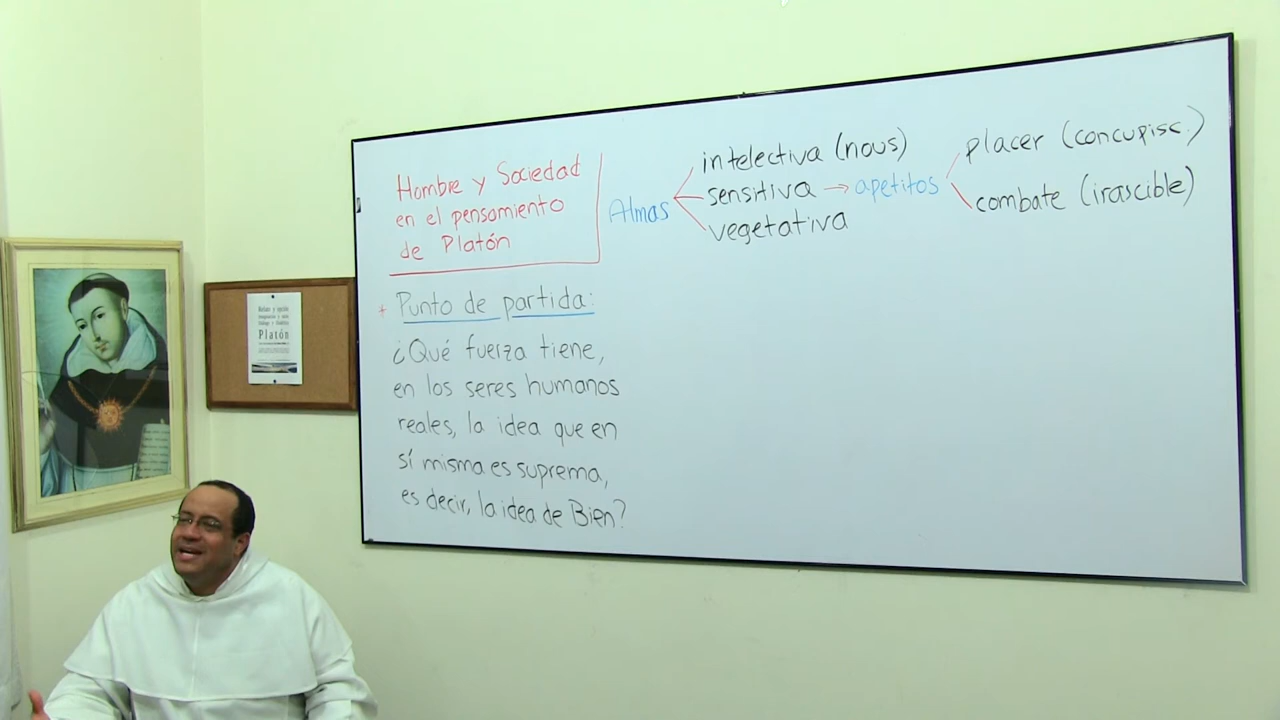 Hombre y Sociedad
en el pensamiento
de Platón
Almas
intelectiva (nous)
sensitiva → apetitos
vegetativa
placer (concupisc.)
combate (irascible)
* Punto de partida:
¿Qué fuerza tiene,
en los seres humanos
reales, la idea que en
sí misma es suprema,
es decir, la idea de Bien?
Platón